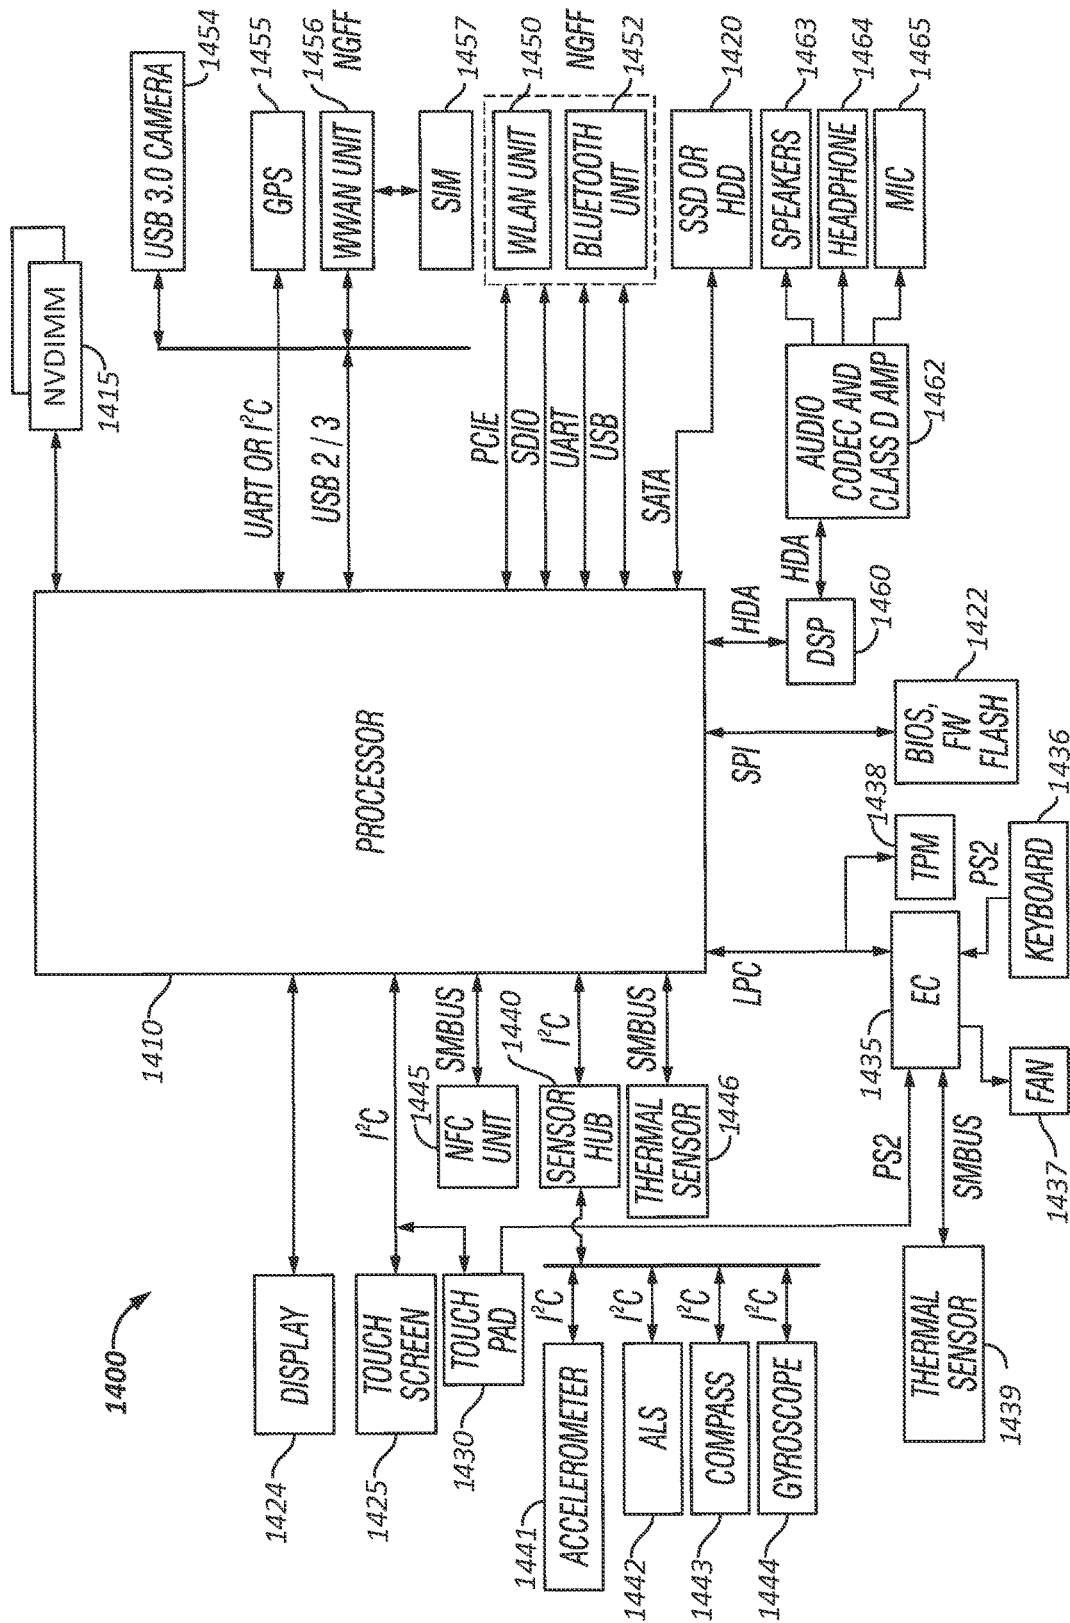 1400
DISPLAY
1424
TOUCH
SCREEN
1425
TOUCH
PAD
1430
I²C
ACCELEROMETER
1441
I²C
ALS
1442
I²C
COMPASS
1443
I²C
GYROSCOPE
1444
I²C
1410
PROCESSOR
NFC
UNIT
1445
SMBUS
SENSOR
HUB
1440
I²C
THERMAL
SENSOR
1446
SMBUS
THERMAL
SENSOR
1439
SMBUS
PS2
FAN
1437
EC
1435
LPC
TPM
1438
KEYBOARD
1436
PS2
BIOS,
FW
FLASH
1422
SPI
DSP
1460
HDA
HDA
AUDIO
CODEC AND
CLASS D AMP
1462
NVDIMM
1415
USB 3.0 CAMERA
1454
UART OR I²C
GPS
1455
USB 2 / 3
WWAN UNIT
1456
NGFF
SIM
1457
PCIE
SDIO
UART
USB
WLAN UNIT
1450
NGFF
BLUETOOTH
UNIT
1452
SATA
SSD OR
HDD
1420
SPEAKERS
1463
HEADPHONE
1464
MIC
1465